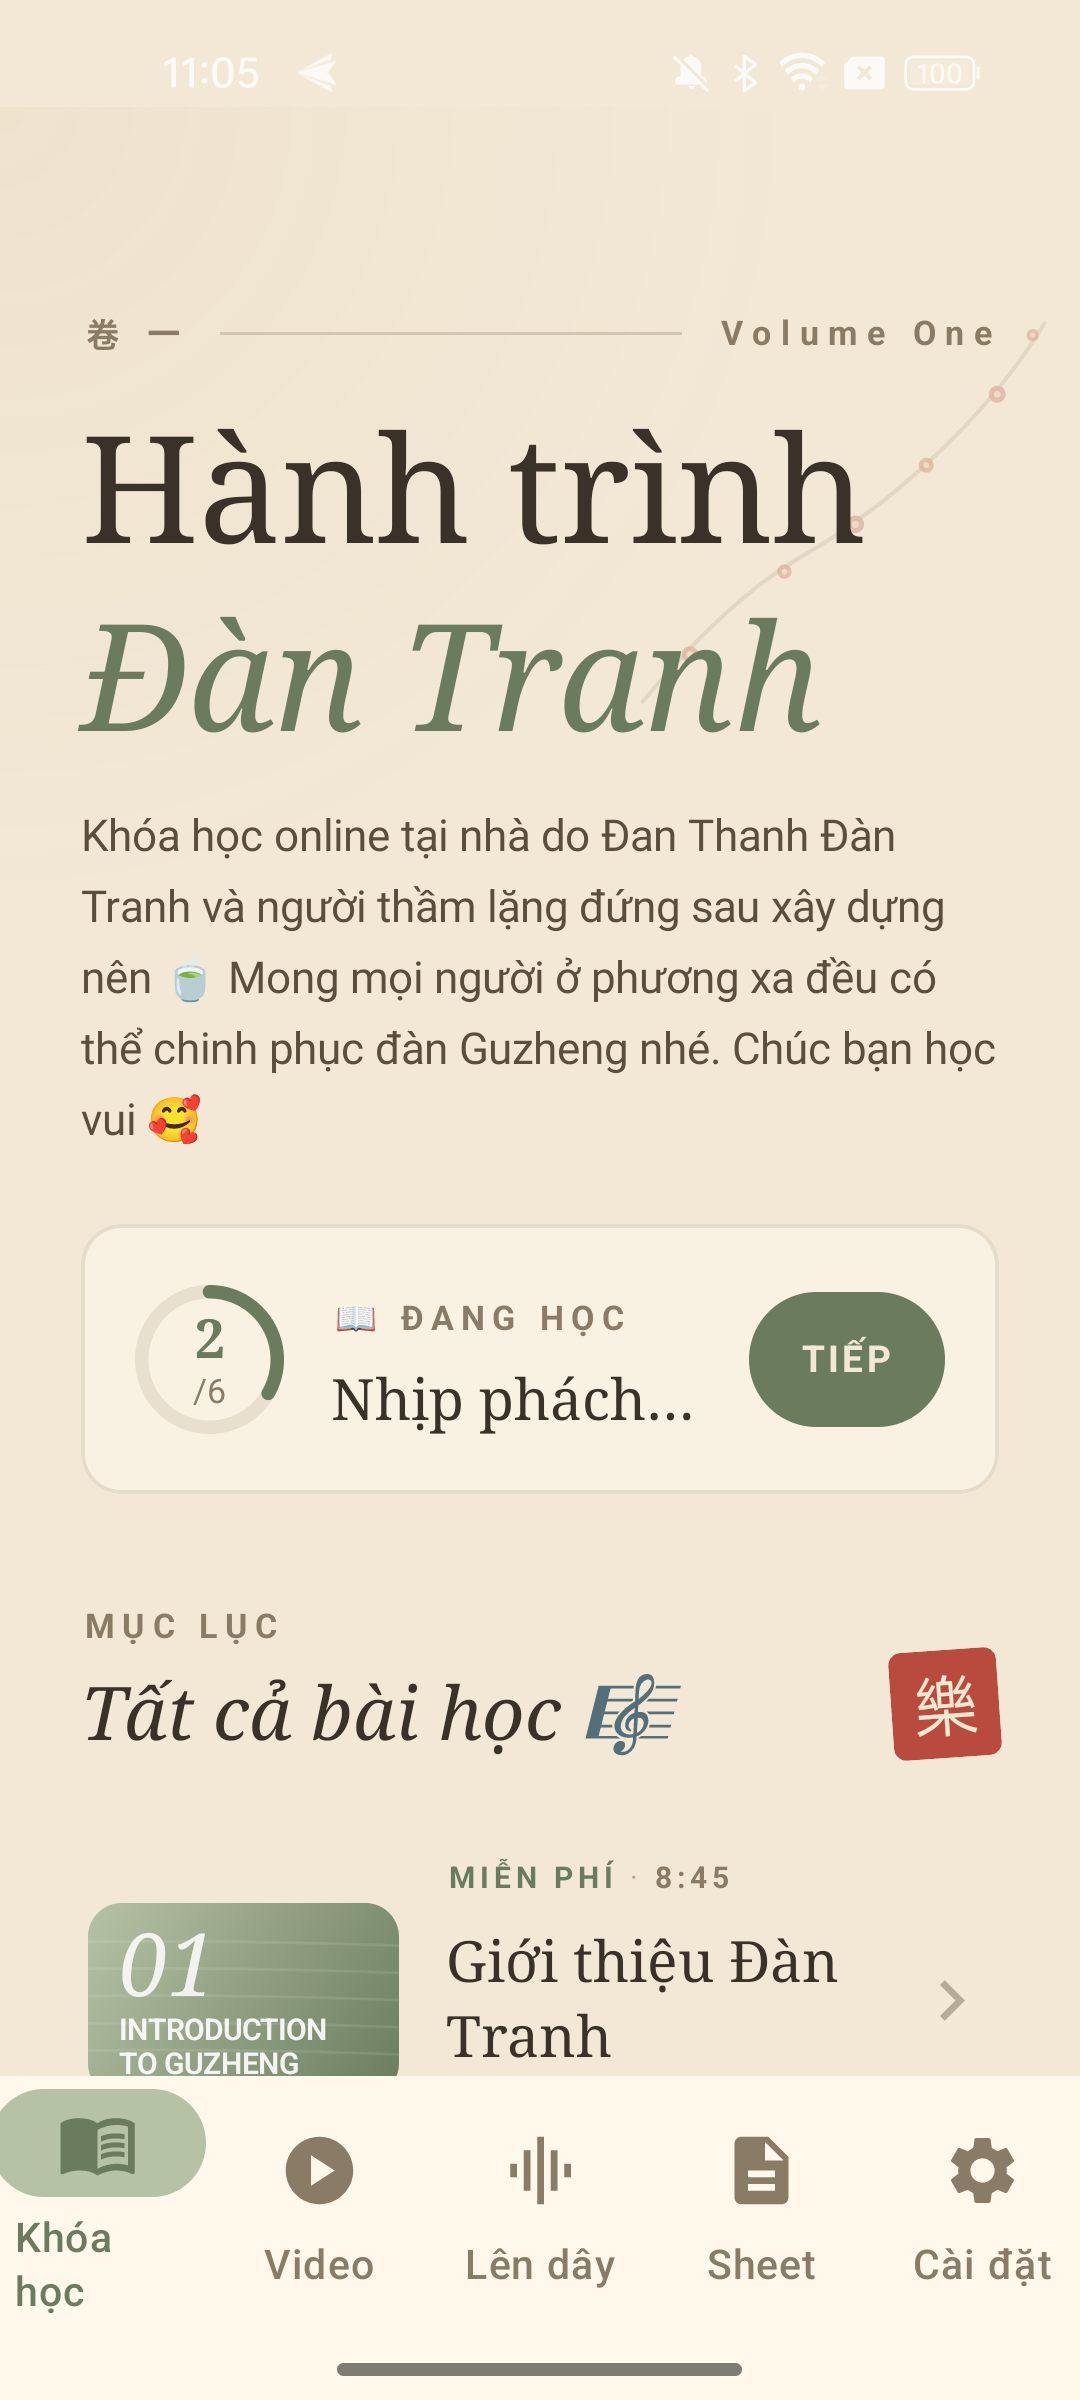 11:05
100
卷 一
Volume One
Hành trình
Đàn Tranh
Khóa học online tại nhà do Đan Thanh Đàn
Tranh và người thầm lặng đứng sau xây dựng
nên 🍵 Mong mọi người ở phương xa đều có
thể chinh phục đàn Guzheng nhé. Chúc bạn học
vui 🥰
2
/6
📖 ĐANG HỌC
Nhịp phách...
TIẾP
MỤC LỤC
Tất cả bài học 🎼
樂
MIỄN PHÍ · 8:45
01
INTRODUCTION
TO GUZHENG
Giới thiệu Đàn
Tranh
Khóa
học
Video
Lên dây
Sheet
Cài đặt